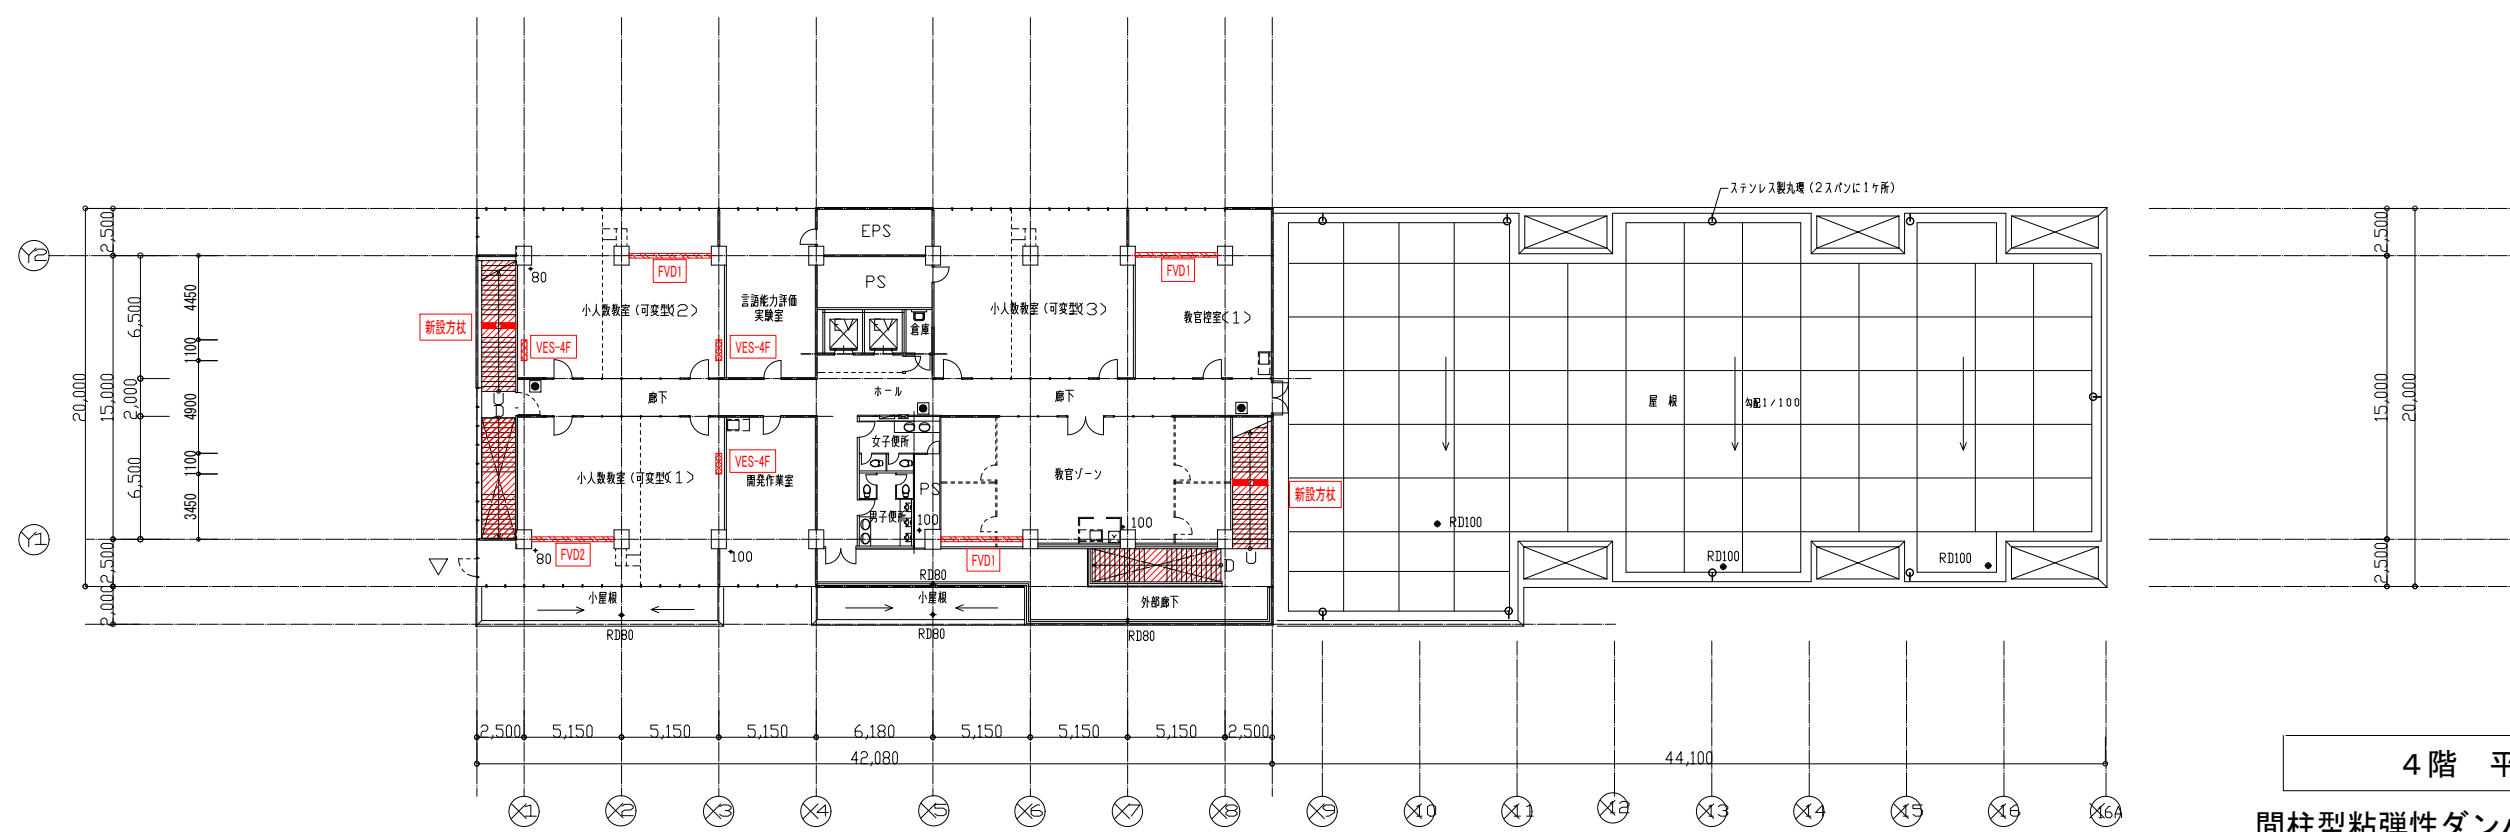 ステンレス製丸環（2スパンに1ヶ所）
2,500
2,500
EPS
Y2
80
FVD1
FVD1
PS
4450
6,500
小人数教室（可変型）（2）
言語能力評価
実験室
小人数教室（可変型）（3）
教官控室（1）
新設方杖
EV
EV
倉庫
1100
VES-4F
VES-4F
20,000
15,000
2,000
4900
廊下
ホール
廊下
屋 根
勾配1/100
15,000
20,000
U
D
女子便所
1100
6,500
VES-4F
小人数教室（可変型）（1）
開発作業室
教官ゾーン
PS
新設方杖
3450
男子便所
100
100
RD100
Y1
80
FVD2
100
FVD1
D
U
RD100
RD100
2,500
2,500
RD80
2,000
小屋根
小屋根
外部廊下
RD80
RD80
RD80
2,500
5,150
5,150
5,150
6,180
5,150
5,150
5,150
2,500
42,080
44,100
4階 平
X1
X2
X3
X4
X5
X6
X7
X8
X9
X10
X11
X12
X13
X14
X15
X16
X16A
間柱型粘弾性ダン